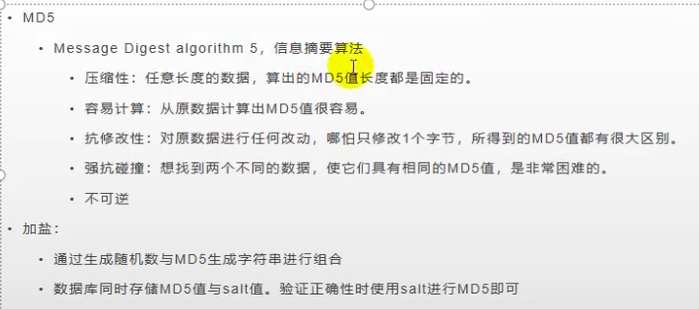 MD5
Message Digest algorithm 5，信息摘要算法
压缩性：任意长度的数据，算出的MD5值长度都是固定的。
容易计算：从原数据计算出MD5值很容易。
抗修改性：对原数据进行任何改动，哪怕只修改1个字节，所得到的MD5值都有很大区别。
强抗碰撞：想找到两个不同的数据，使它们具有相同的MD5值，是非常困难的。
不可逆
加盐：
通过生成随机数与MD5生成字符串进行组合
数据库同时存储MD5值与salt值。验证正确性时使用salt进行MD5即可